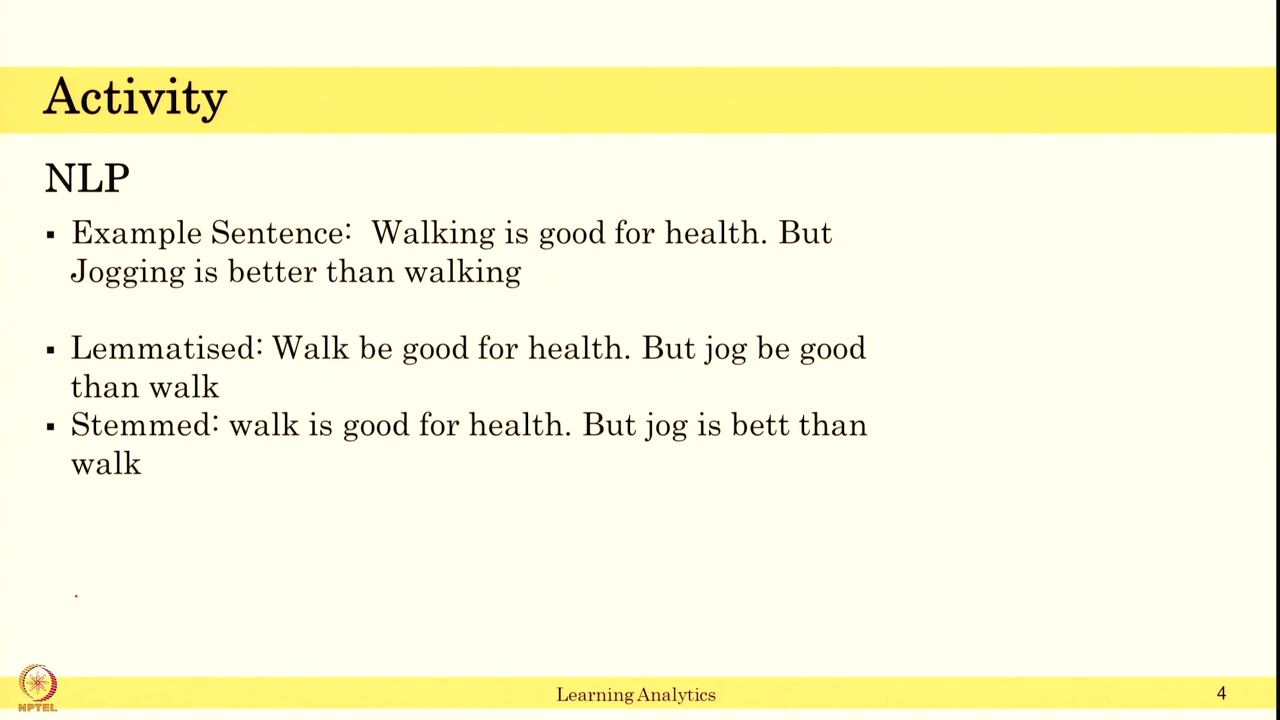 Activity
NLP
▪ Example Sentence: Walking is good for health. But
Jogging is better than walking
▪ Lemmatised: Walk be good for health. But jog be good
than walk
▪ Stemmed: walk is good for health. But jog is bett than
walk
NPTEL
Learning Analytics
4